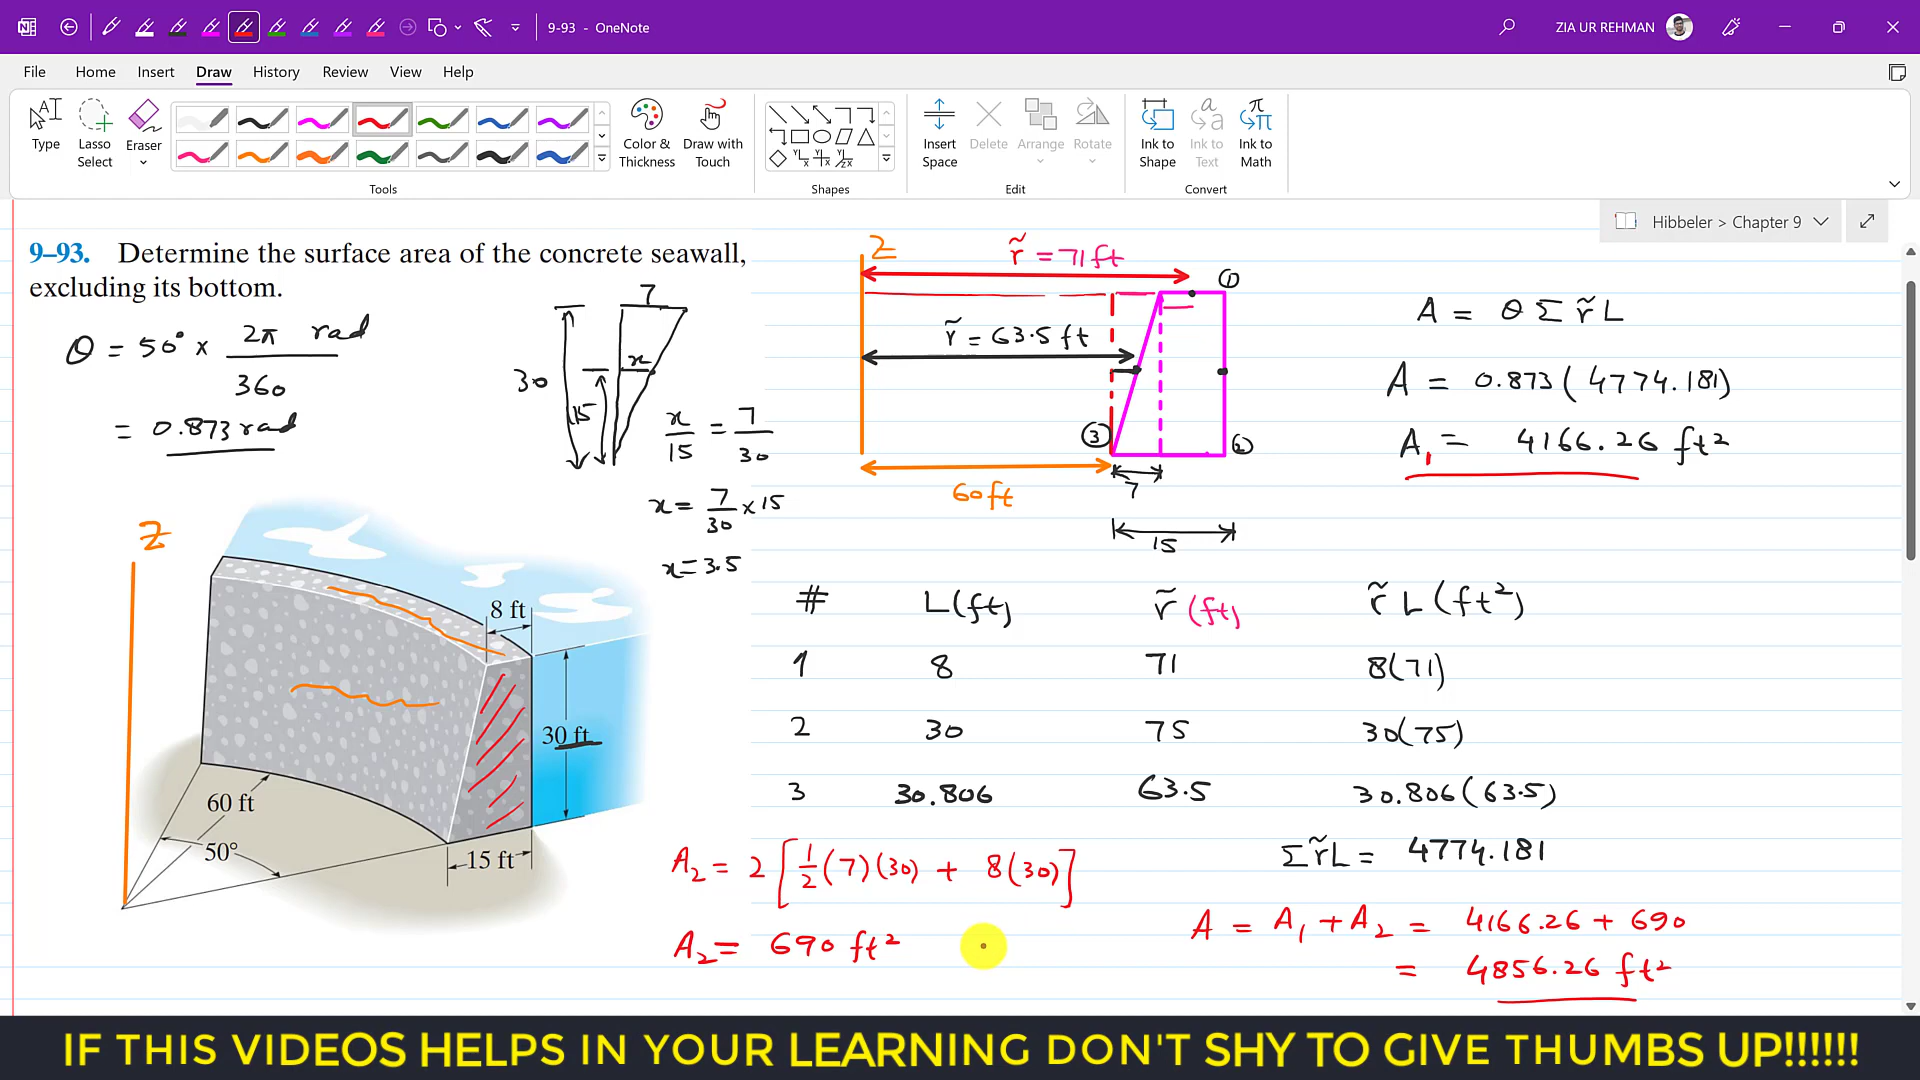 9-93 - OneNote
ZIA UR REHMAN
File Home Insert Draw History Review View Help
Type Lasso Select Eraser
Color & Thickness Draw with Touch
Insert Space Delete Arrange Rotate
Ink to Shape Ink to Text Ink to Math
Tools Shapes Edit Convert
Hibbeler > Chapter 9
9–93. Determine the surface area of the concrete seawall,
excluding its bottom.
θ = 50° × 2π rad / 360
= 0.873 rad
7
30
15
x
x/15 = 7/30
x = 7/30 × 15
x = 3.5
Z
r̃ = 71 ft
r̃ = 63.5 ft
60 ft
7
15
1
2
3
A = θ Σ r̃ L
A = 0.873 (4774.181)
A₁ = 4166.26 ft²
Z
8 ft
30 ft
60 ft
50°
15 ft
# L(ft) r̃ (ft) r̃ L (ft²)
1 8 71 8(71)
2 30 75 30(75)
3 30.806 63.5 30.806(63.5)
Σ r̃L = 4774.181
A₂ = 2 [ 1/2 (7)(30) + 8(30) ]
A₂ = 690 ft²
A = A₁ + A₂ = 4166.26 + 690
= 4856.26 ft²
IF THIS VIDEOS HELPS IN YOUR LEARNING DON'T SHY TO GIVE THUMBS UP!!!!!!